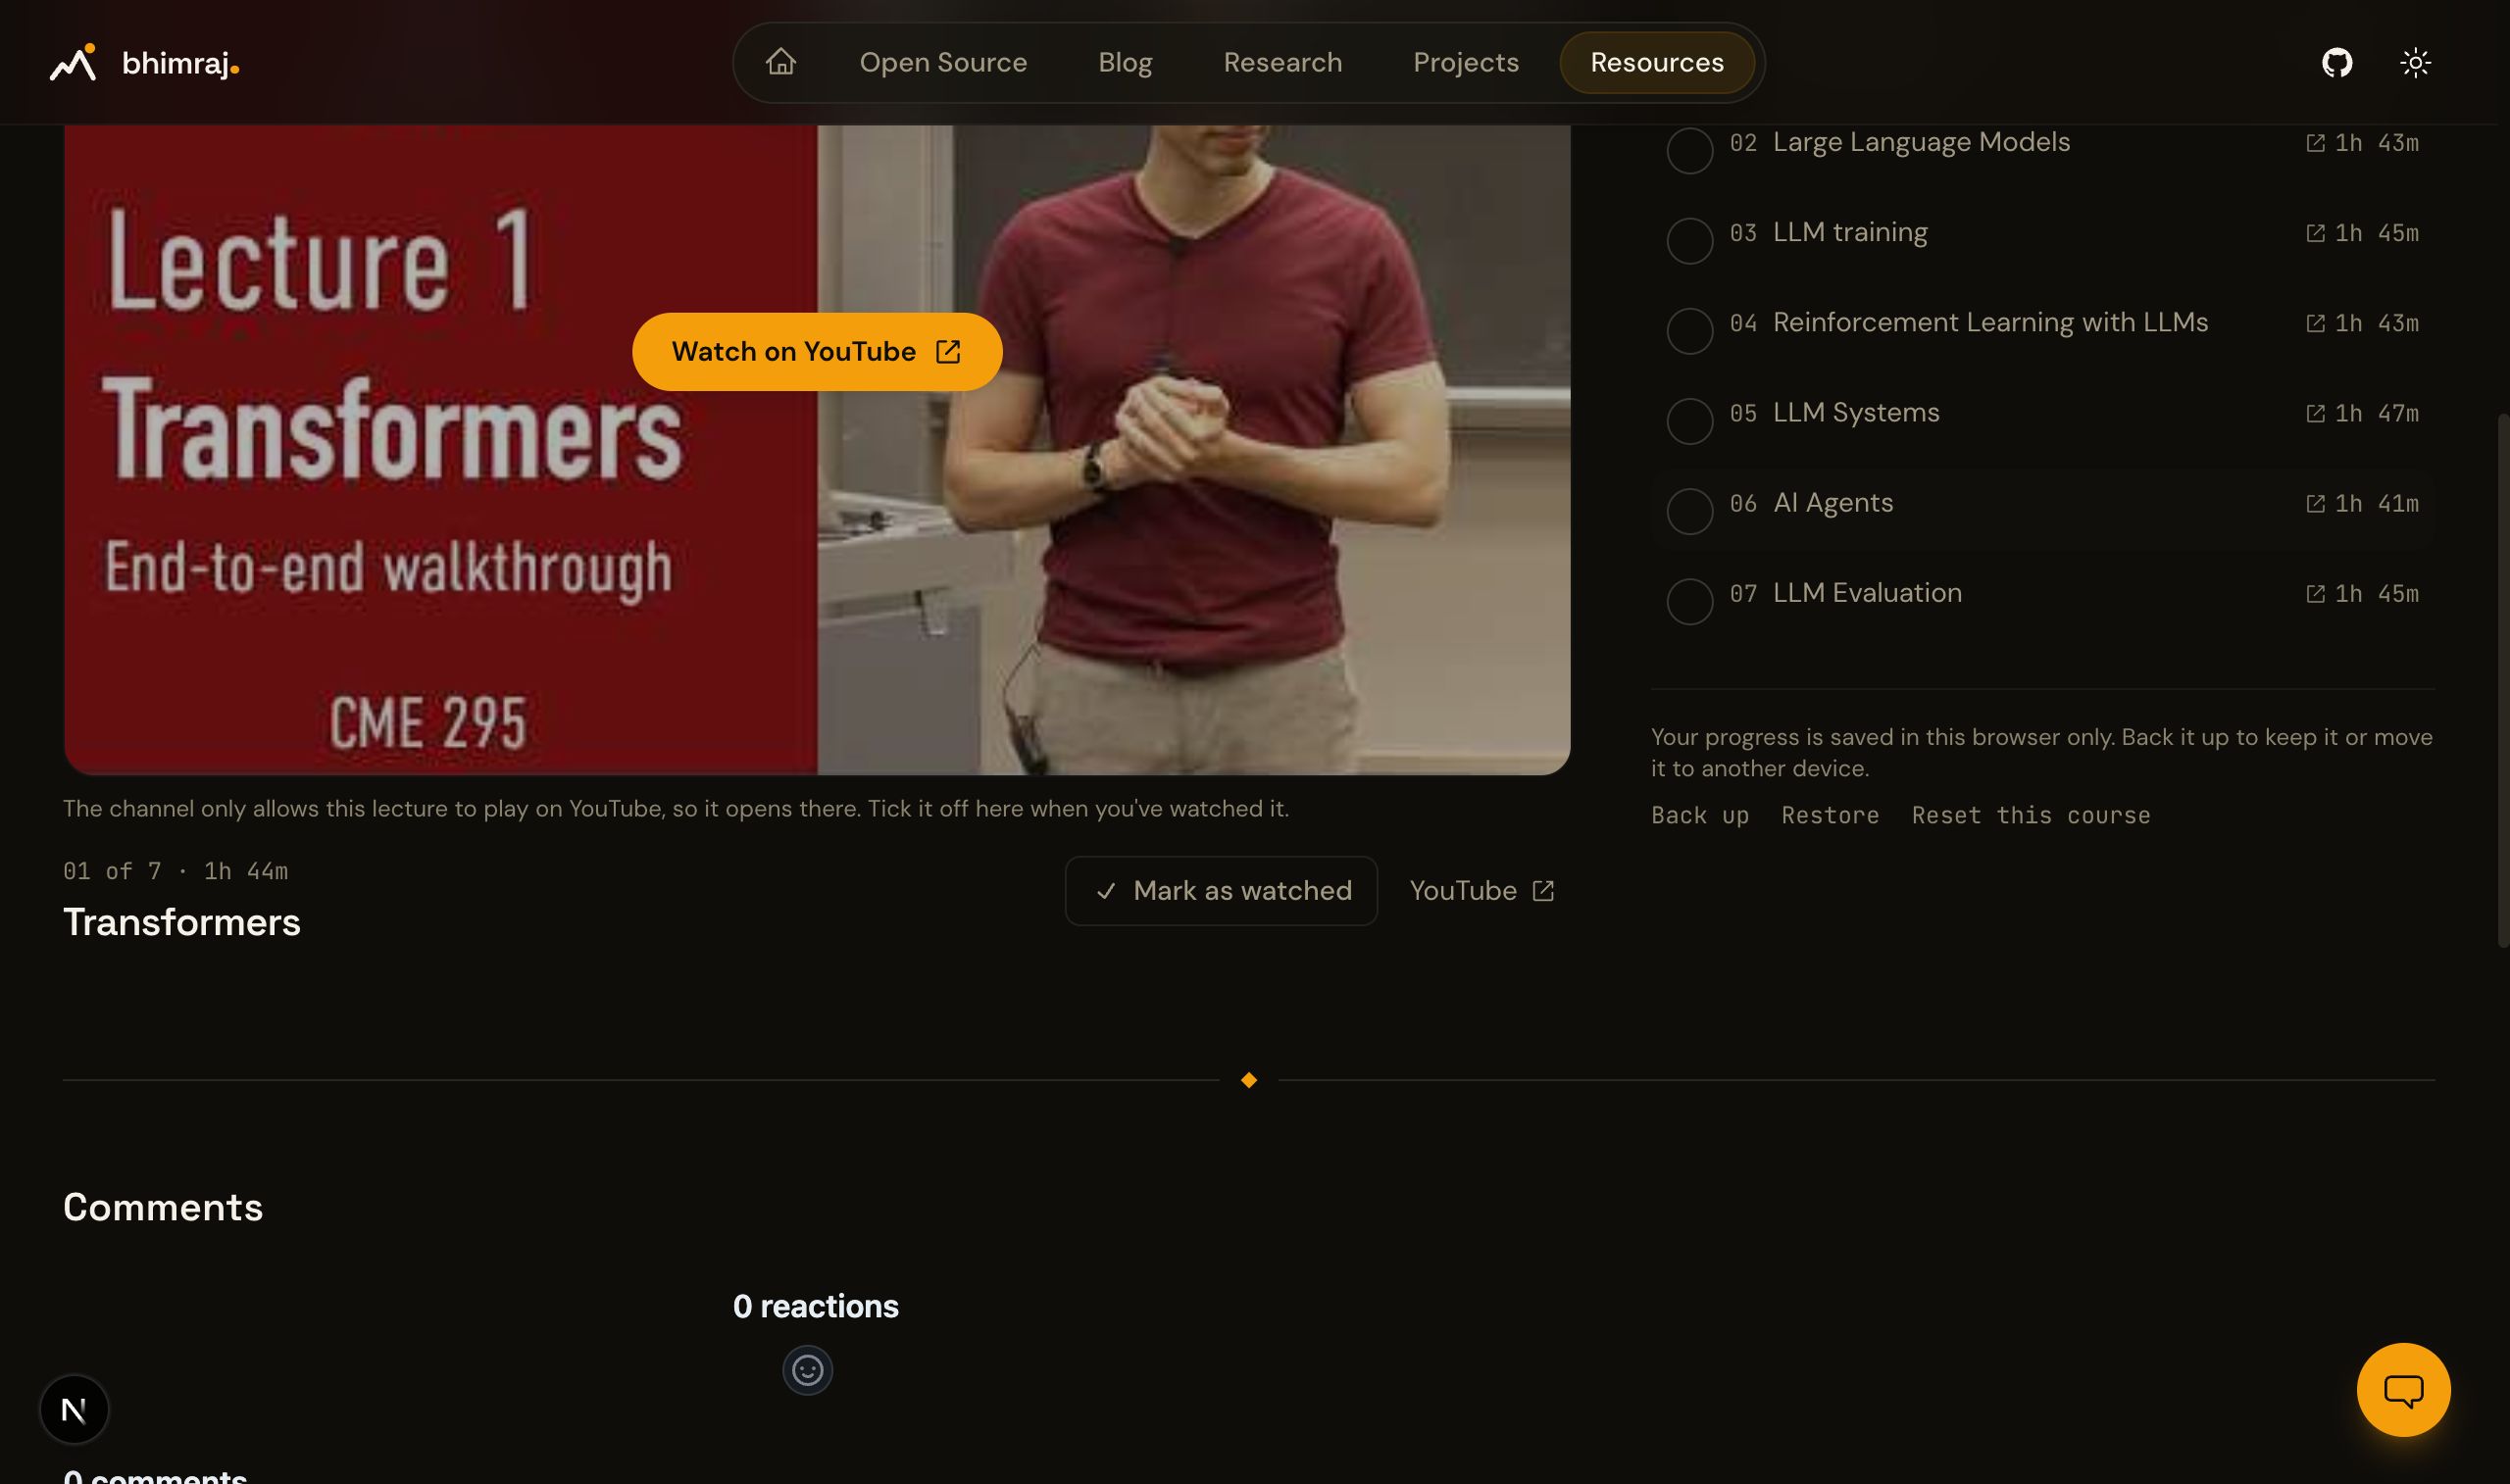 bhimraj.
Open Source
Blog
Research
Projects
Resources
Lecture 1
Transformers
End-to-end walkthrough
CME 295
Watch on YouTube
The channel only allows this lecture to play on YouTube, so it opens there. Tick it off here when you've watched it.
01 of 7 · 1h 44m
Transformers
Mark as watched
YouTube
02 Large Language Models 1h 43m
03 LLM training 1h 45m
04 Reinforcement Learning with LLMs 1h 43m
05 LLM Systems 1h 47m
06 AI Agents 1h 41m
07 LLM Evaluation 1h 45m
Your progress is saved in this browser only. Back it up to keep it or move
it to another device.
Back up Restore Reset this course
Comments
0 reactions
N
0 comments